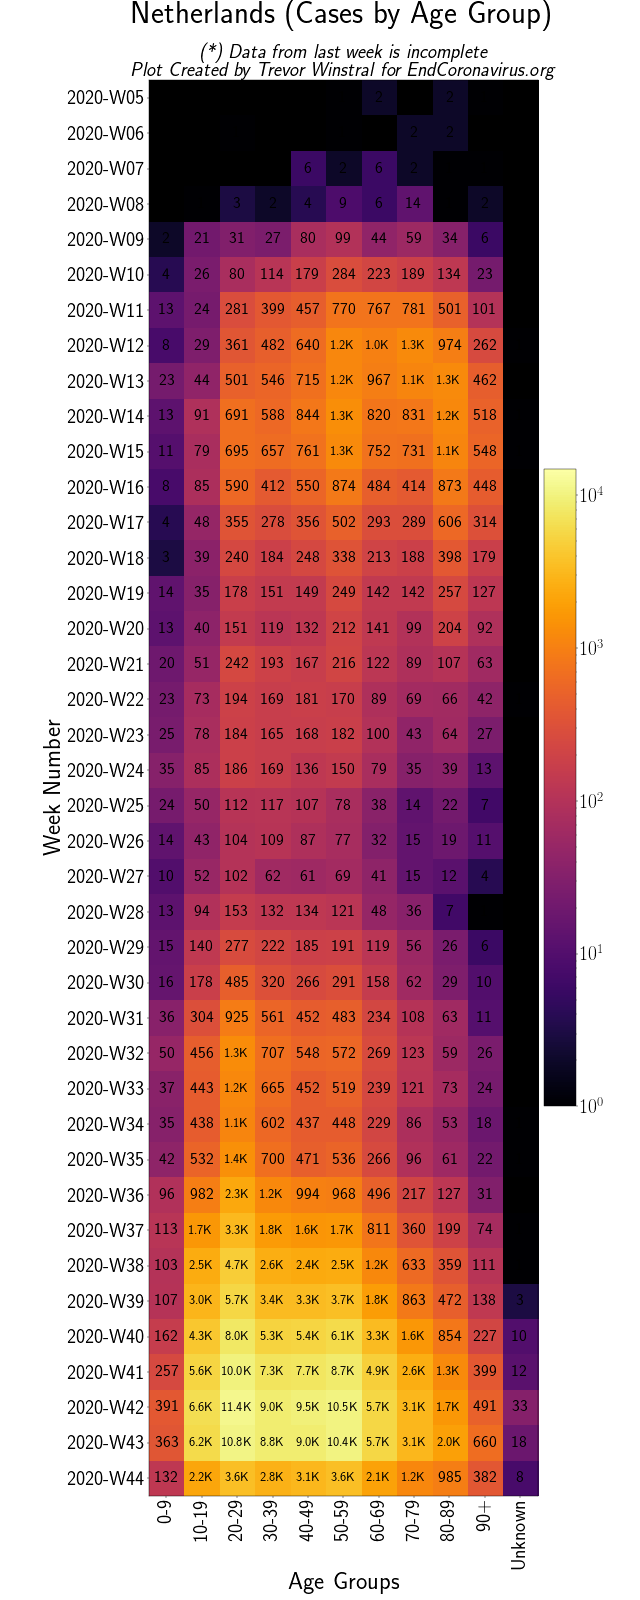 Netherlands (Cases by Age Group)
(*) Data from last week is incomplete
Plot Created by Trevor Winstral for EndCoronavirus.org
2020-W05 2 2
2020-W06 2 2
2020-W07 6 2 6 2
2020-W08 3 2 4 9 6 14 2
2020-W09 2 21 31 27 80 99 44 59 34 6
2020-W10 4 26 80 114 179 284 223 189 134 23
2020-W11 13 24 281 399 457 770 767 781 501 101
2020-W12 8 29 361 482 640 1.2K 1.0K 1.3K 974 262
2020-W13 23 44 501 546 715 1.2K 967 1.1K 1.3K 462
2020-W14 13 91 691 588 844 1.3K 820 831 1.2K 518
2020-W15 11 79 695 657 761 1.3K 752 731 1.1K 548
2020-W16 8 85 590 412 550 874 484 414 873 448
2020-W17 4 48 355 278 356 502 293 289 606 314
2020-W18 3 39 240 184 248 338 213 188 398 179
2020-W19 14 35 178 151 149 249 142 142 257 127
2020-W20 13 40 151 119 132 212 141 99 204 92
2020-W21 20 51 242 193 167 216 122 89 107 63
2020-W22 23 73 194 169 181 170 89 69 66 42
2020-W23 25 78 184 165 168 182 100 43 64 27
2020-W24 35 85 186 169 136 150 79 35 39 13
2020-W25 24 50 112 117 107 78 38 14 22 7
2020-W26 14 43 104 109 87 77 32 15 19 11
2020-W27 10 52 102 62 61 69 41 15 12 4
2020-W28 13 94 153 132 134 121 48 36 7
2020-W29 15 140 277 222 185 191 119 56 26 6
2020-W30 16 178 485 320 266 291 158 62 29 10
2020-W31 36 304 925 561 452 483 234 108 63 11
2020-W32 50 456 1.3K 707 548 572 269 123 59 26
2020-W33 37 443 1.2K 665 452 519 239 121 73 24
2020-W34 35 438 1.1K 602 437 448 229 86 53 18
2020-W35 42 532 1.4K 700 471 536 266 96 61 22
2020-W36 96 982 2.3K 1.2K 994 968 496 217 127 31
2020-W37 113 1.7K 3.3K 1.8K 1.6K 1.7K 811 360 199 74
2020-W38 103 2.5K 4.7K 2.6K 2.4K 2.5K 1.2K 633 359 111
2020-W39 107 3.0K 5.7K 3.4K 3.3K 3.7K 1.8K 863 472 138 3
2020-W40 162 4.3K 8.0K 5.3K 5.4K 6.1K 3.3K 1.6K 854 227 10
2020-W41 257 5.6K 10.0K 7.3K 7.7K 8.7K 4.9K 2.6K 1.3K 399 12
2020-W42 391 6.6K 11.4K 9.0K 9.5K 10.5K 5.7K 3.1K 1.7K 491 33
2020-W43 363 6.2K 10.8K 8.8K 9.0K 10.4K 5.7K 3.1K 2.0K 660 18
2020-W44 132 2.2K 3.6K 2.8K 3.1K 3.6K 2.1K 1.2K 985 382 8
0-9 10-19 20-29 30-39 40-49 50-59 60-69 70-79 80-89 90+ Unknown
Age Groups
Week Number
10⁴
10³
10²
10¹
10⁰